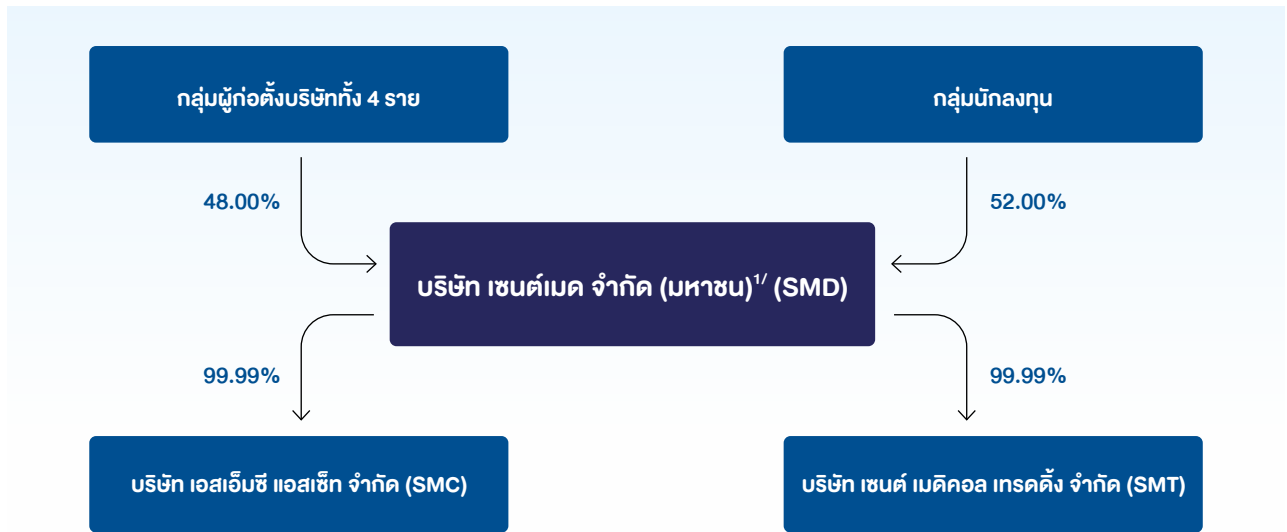 กลุ่มผู้ก่อตั้งบริษัททั้ง 4 ราย
กลุ่มนักลงทุน
48.00%
52.00%
บริษัท เซนต์เมด จำกัด (มหาชน)1/ (SMD)
99.99%
99.99%
บริษัท เอสเอ็มซี แอสเซ็ท จำกัด (SMC)
บริษัท เซนต์ เมดิคอล เทรดดิ้ง จำกัด (SMT)